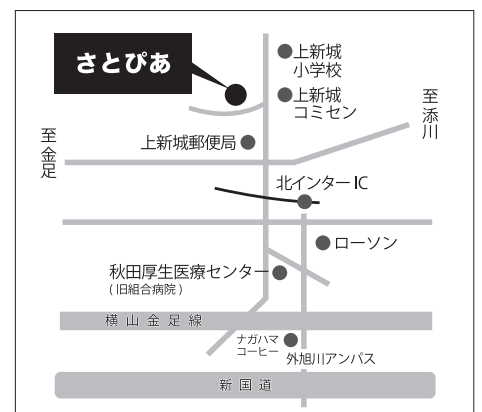 さとぴあ
上新城
小学校
上新城
コミセン
至添川
至金足
上新城郵便局
北インターIC
ローソン
秋田厚生医療センター
(旧組合病院)
横山金足線
ナガハマ
コーヒー
外旭川アンパス
新国道